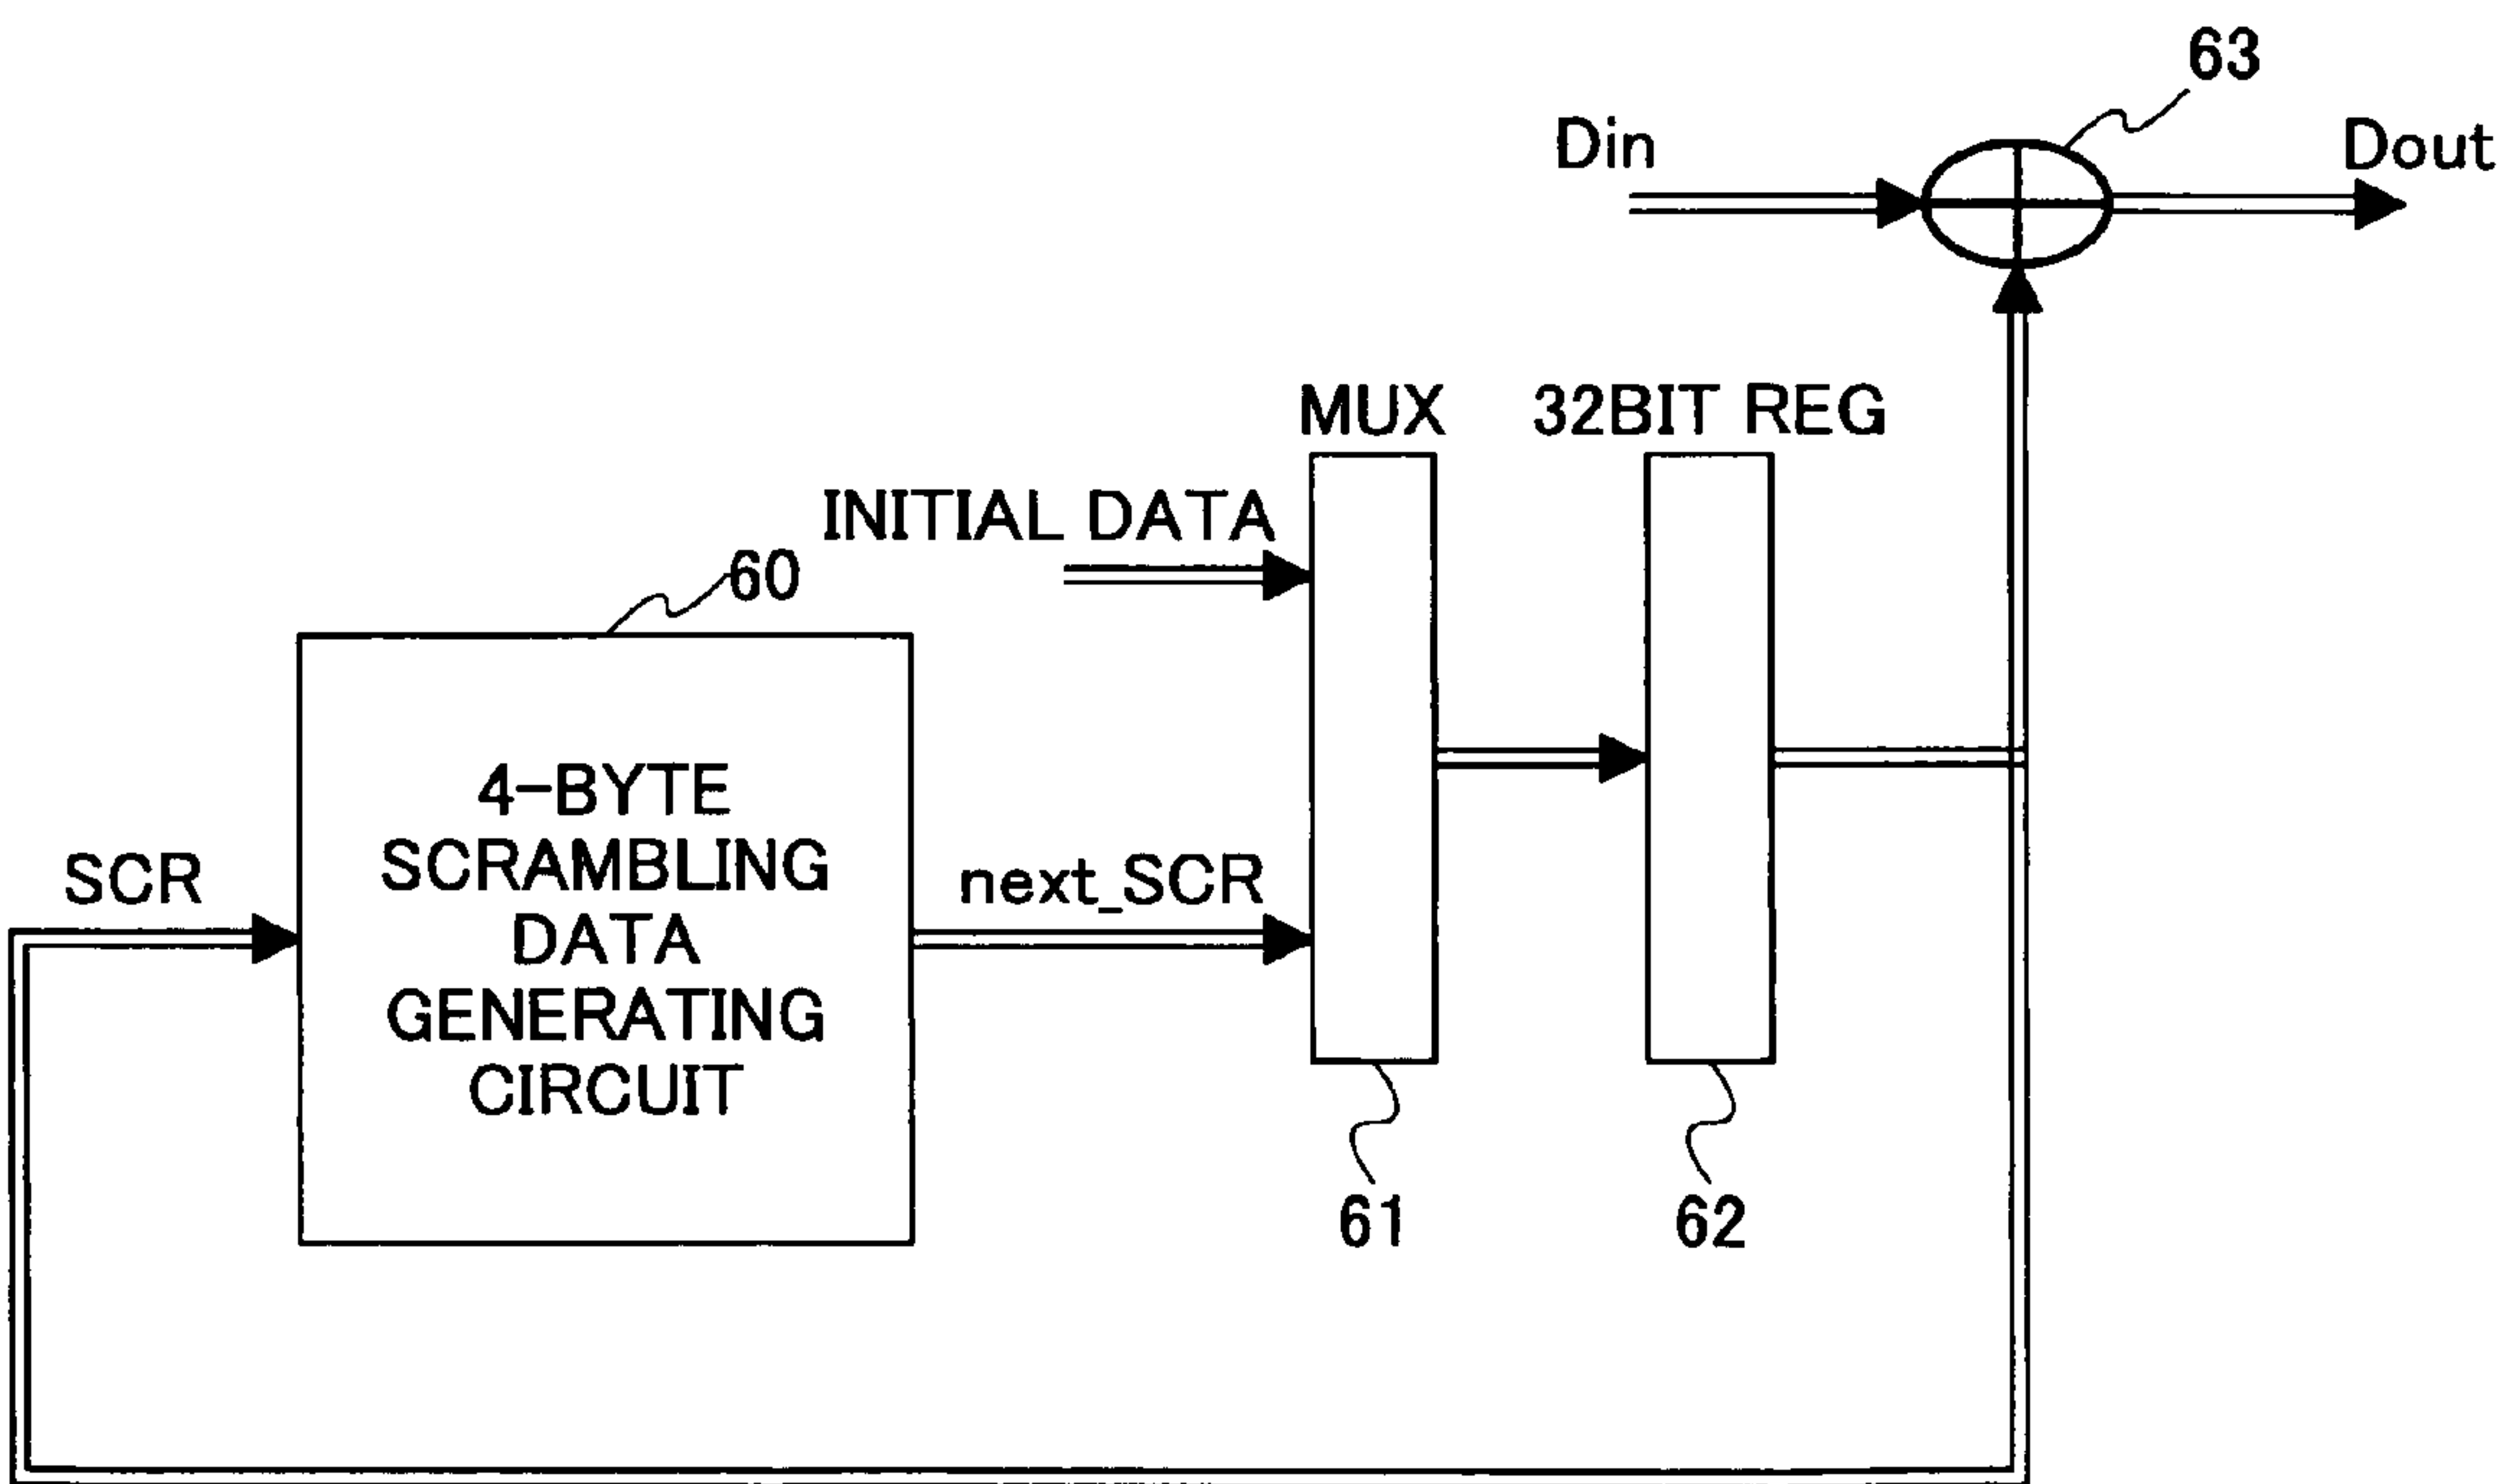 63
Din
Dout
MUX
32BIT REG
INITIAL DATA
60
4-BYTE
SCRAMBLING
DATA
GENERATING
CIRCUIT
SCR
next_SCR
61
62